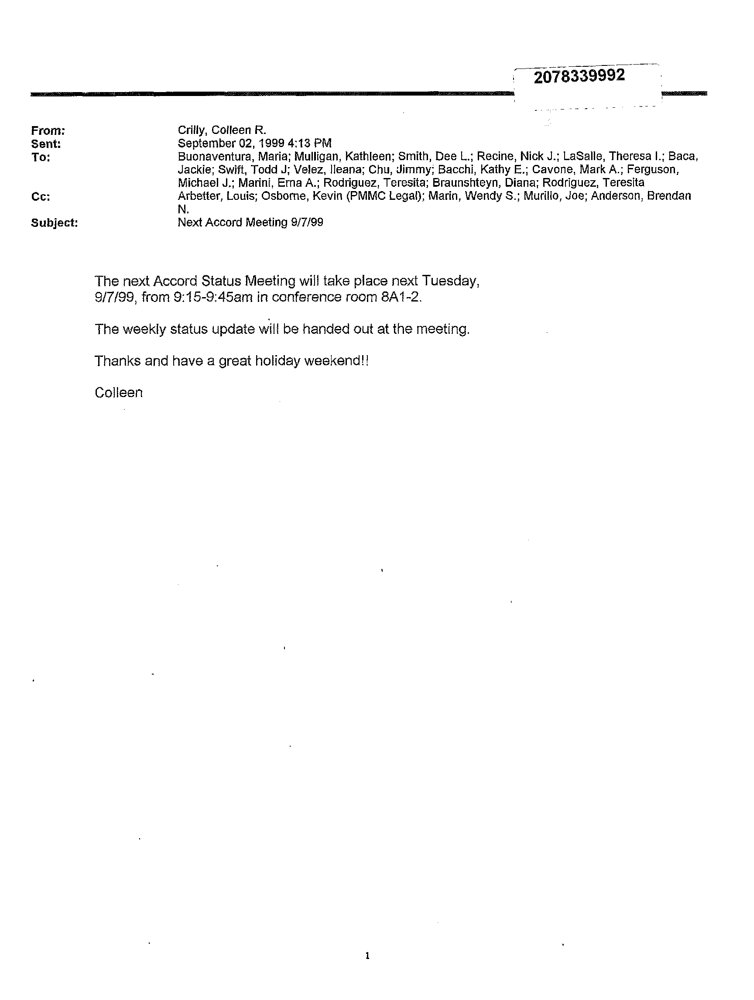 2078339992
From: Crilly, Colleen R.
Sent: September 02, 1999 4:13 PM
To: Buonaventura, Maria; Mulligan, Kathleen; Smith, Dee L.; Recine, Nick J.; LaSalle, Theresa I.; Baca,
Jackie; Swift, Todd J; Velez, Ileana; Chu, Jimmy; Bacchi, Kathy E.; Cavone, Mark A.; Ferguson,
Michael J.; Marini, Erna A.; Rodriguez, Teresita; Braunshteyn, Diana; Rodriguez, Teresita
Cc: Arbetter, Louis; Osborne, Kevin (PMMC Legal); Marin, Wendy S.; Murillo, Joe; Anderson, Brendan
N.
Subject: Next Accord Meeting 9/7/99
The next Accord Status Meeting will take place next Tuesday,
9/7/99, from 9:15-9:45am in conference room 8A1-2.
The weekly status update will be handed out at the meeting.
Thanks and have a great holiday weekend!!
Colleen
1